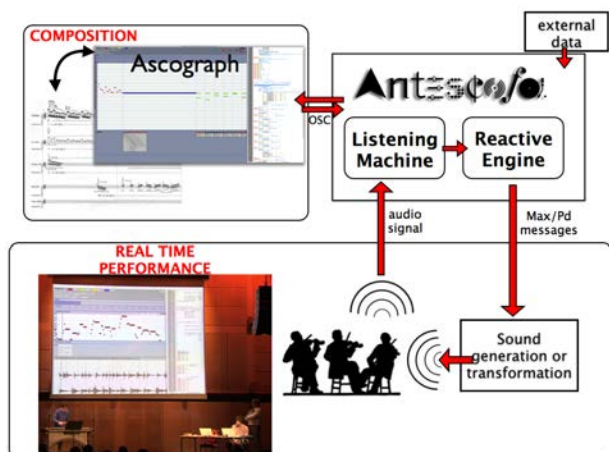 COMPOSITION
Ascograph
external
data
Antescofo
OSC
Listening
Machine
Reactive
Engine
audio
signal
Max/Pd
messages
REAL TIME
PERFORMANCE
Sound
generation or
transformation